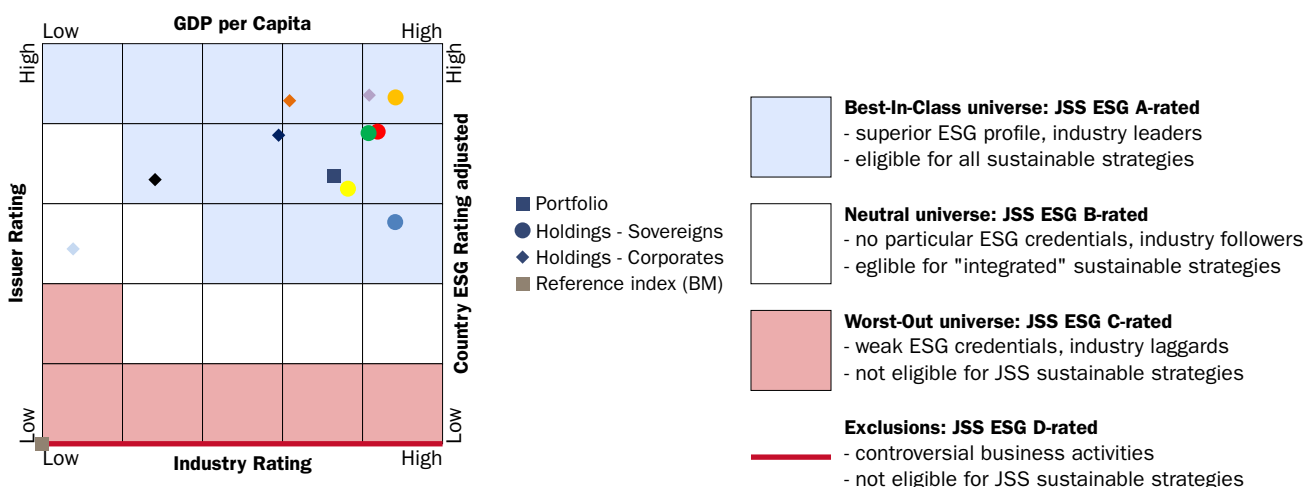 GDP per Capita
Low
High
High
High
Issuer Rating
Country ESG Rating adjusted
Low
Low
Low
High
Industry Rating
Portfolio
Holdings - Sovereigns
Holdings - Corporates
Reference index (BM)
Best-In-Class universe: JSS ESG A-rated
- superior ESG profile, industry leaders
- eligible for all sustainable strategies
Neutral universe: JSS ESG B-rated
- no particular ESG credentials, industry followers
- eglible for "integrated" sustainable strategies
Worst-Out universe: JSS ESG C-rated
- weak ESG credentials, industry laggards
- not eligible for JSS sustainable strategies
Exclusions: JSS ESG D-rated
- controversial business activities
- not eligible for JSS sustainable strategies